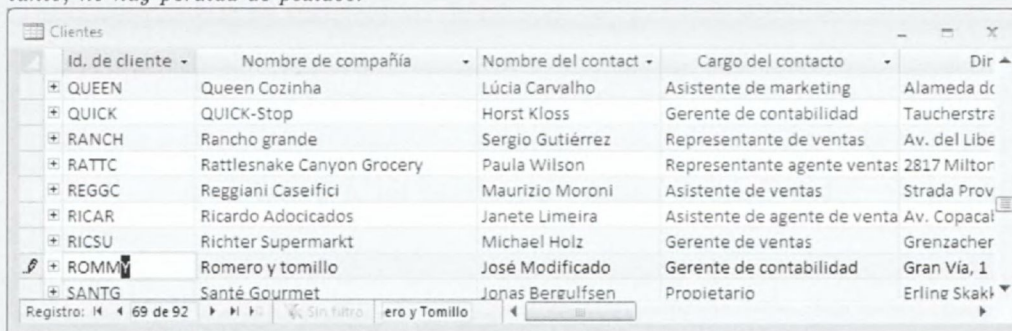 Clientes
Id. de cliente Nombre de compañía Nombre del contact Cargo del contacto Dir
QUEEN Queen Cozinha Lúcia Carvalho Asistente de marketing Alameda dc
QUICK QUICK-Stop Horst Kloss Gerente de contabilidad Taucherstra
RANCH Rancho grande Sergio Gutiérrez Representante de ventas Av. del Libe
RATTC Rattlesnake Canyon Grocery Paula Wilson Representante agente ventas 2817 Milton
REGGC Reggiani Caseifici Maurizio Moroni Asistente de ventas Strada Prov
RICAR Ricardo Adocicados Janete Limeira Asistente de agente de venta Av. Copacal
RICSU Richter Supermarkt Michael Holz Gerente de ventas Grenzacher
ROMMY Romero y tomillo José Modificado Gerente de contabilidad Gran Vía, 1
SANTG Santé Gourmet Jonas Bergulfsen Propietario Erling Skakk
Registro: 69 de 92 Sin filtro ero y Tomillo